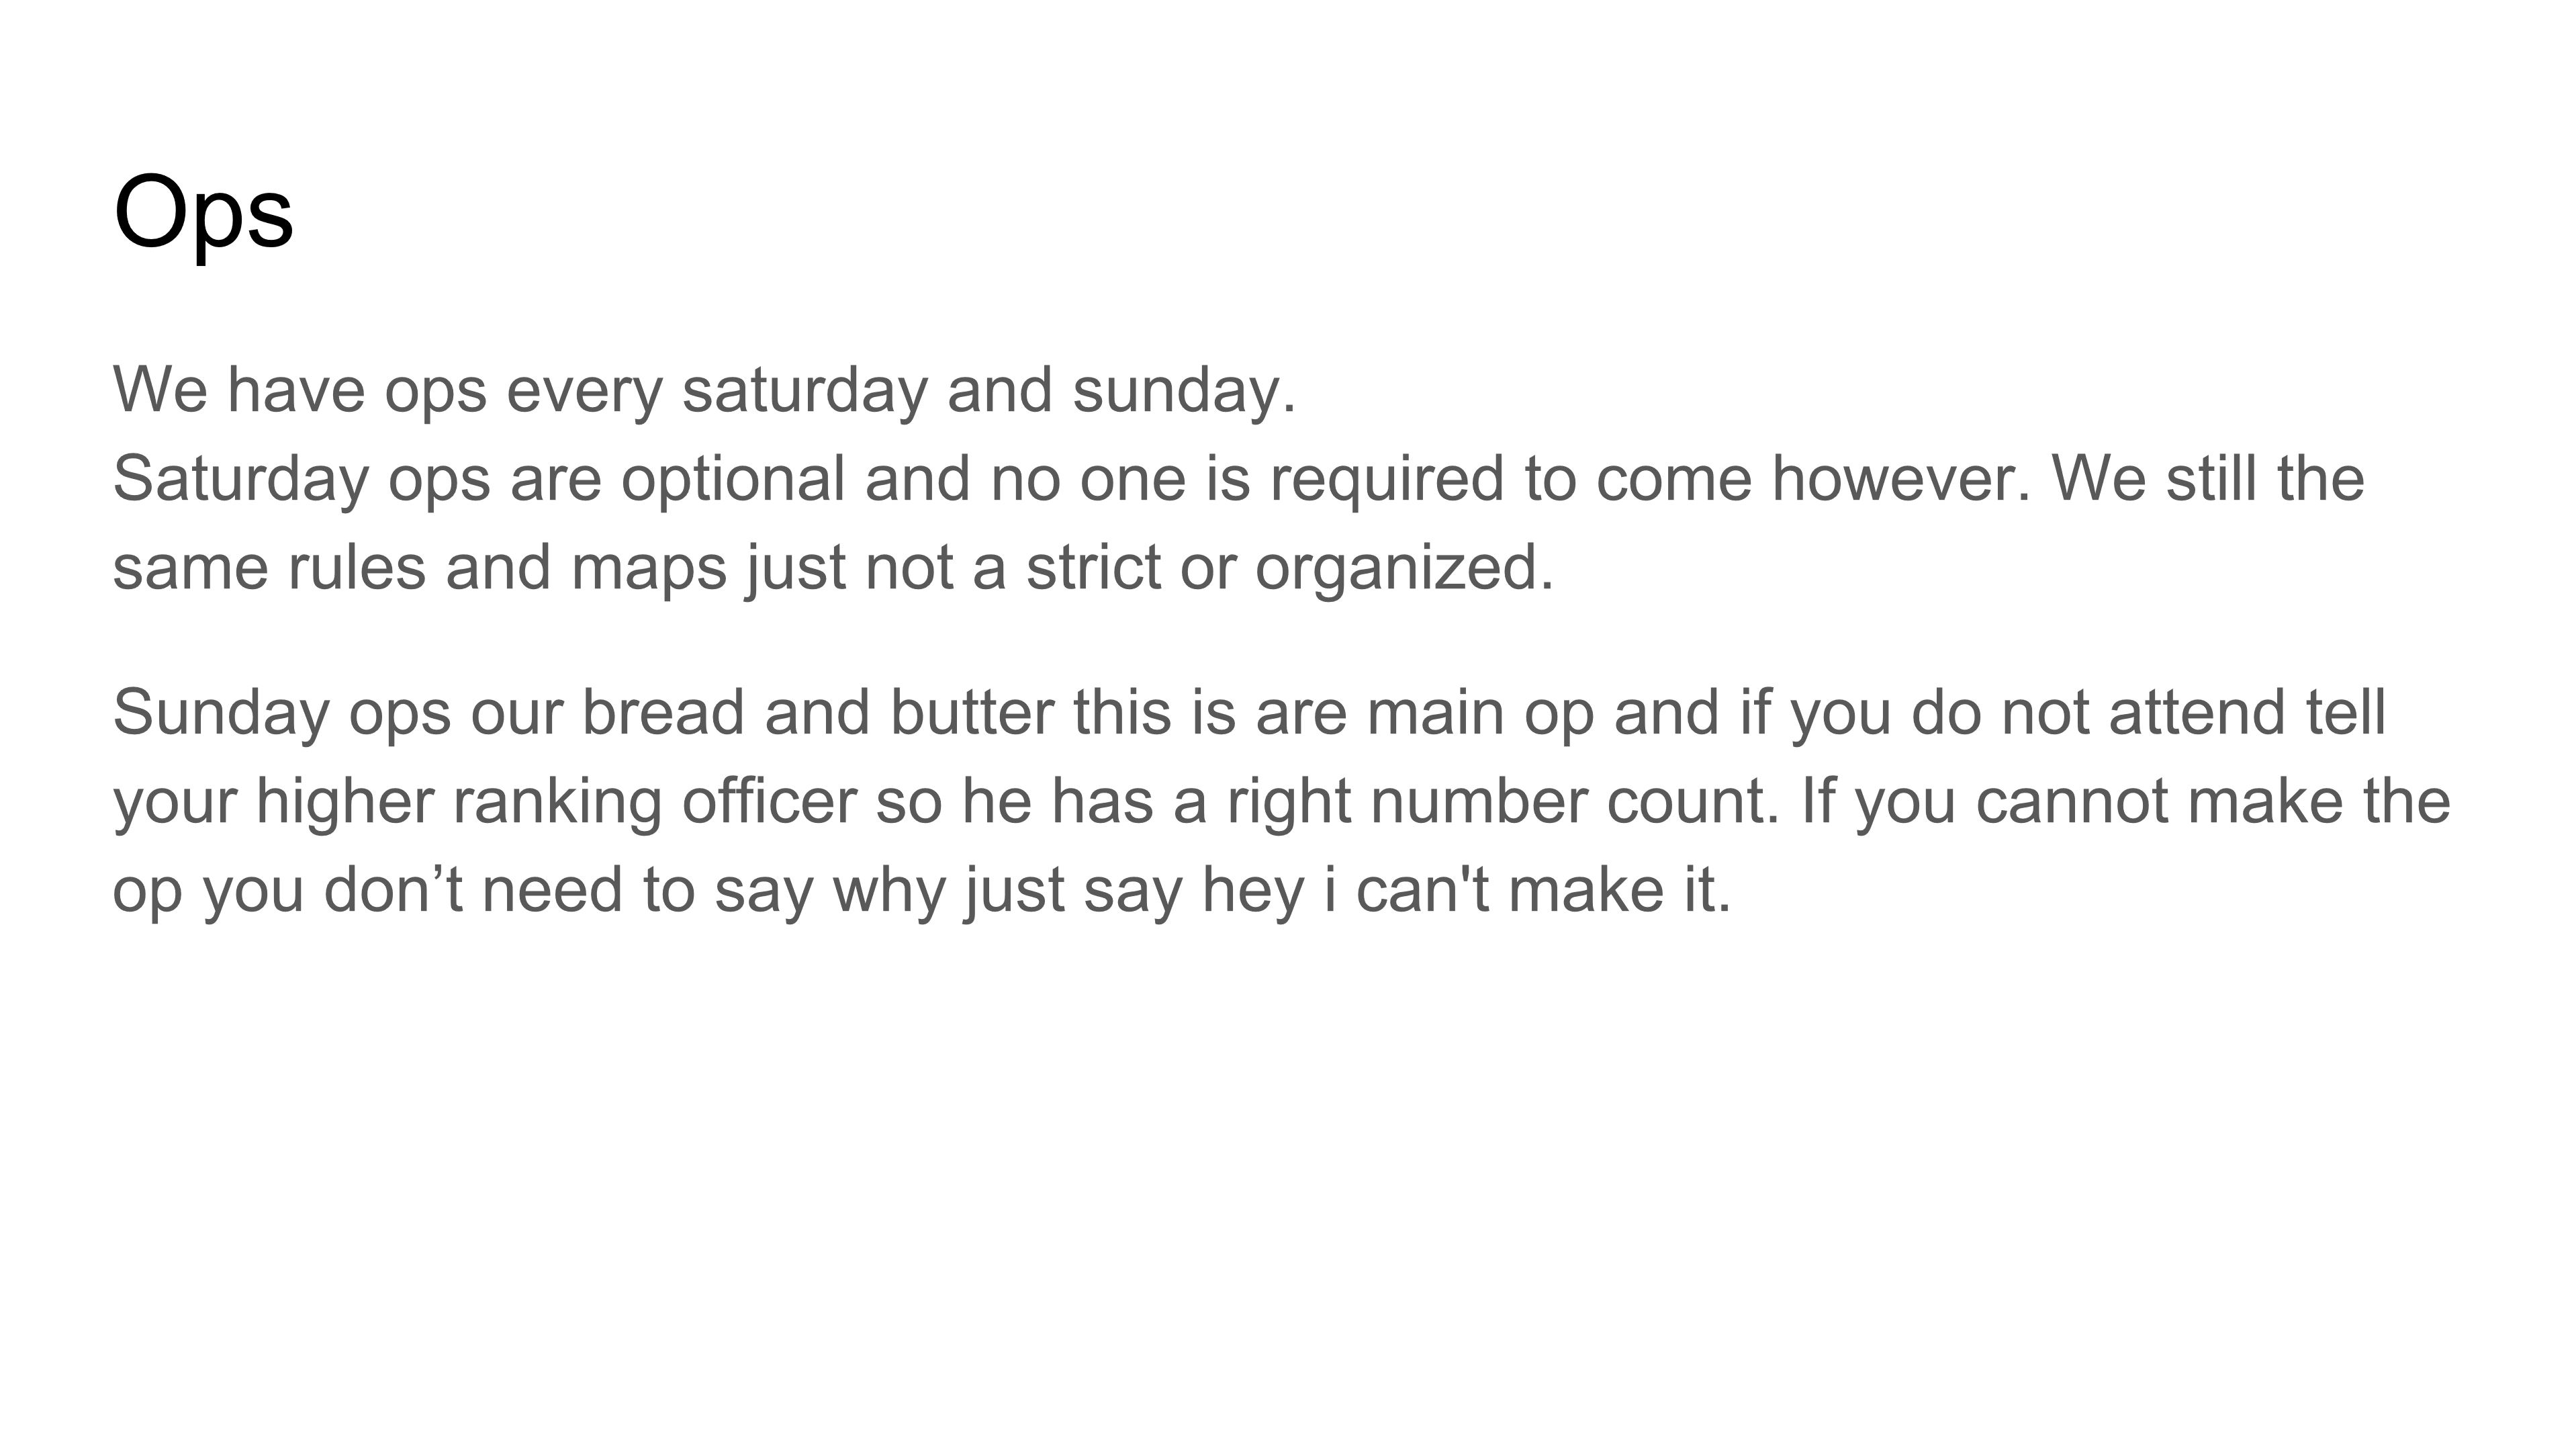 Ops
We have ops every saturday and sunday.
Saturday ops are optional and no one is required to come however. We still the
same rules and maps just not a strict or organized.
Sunday ops our bread and butter this is are main op and if you do not attend tell
your higher ranking officer so he has a right number count. If you cannot make the
op you don’t need to say why just say hey i can't make it.